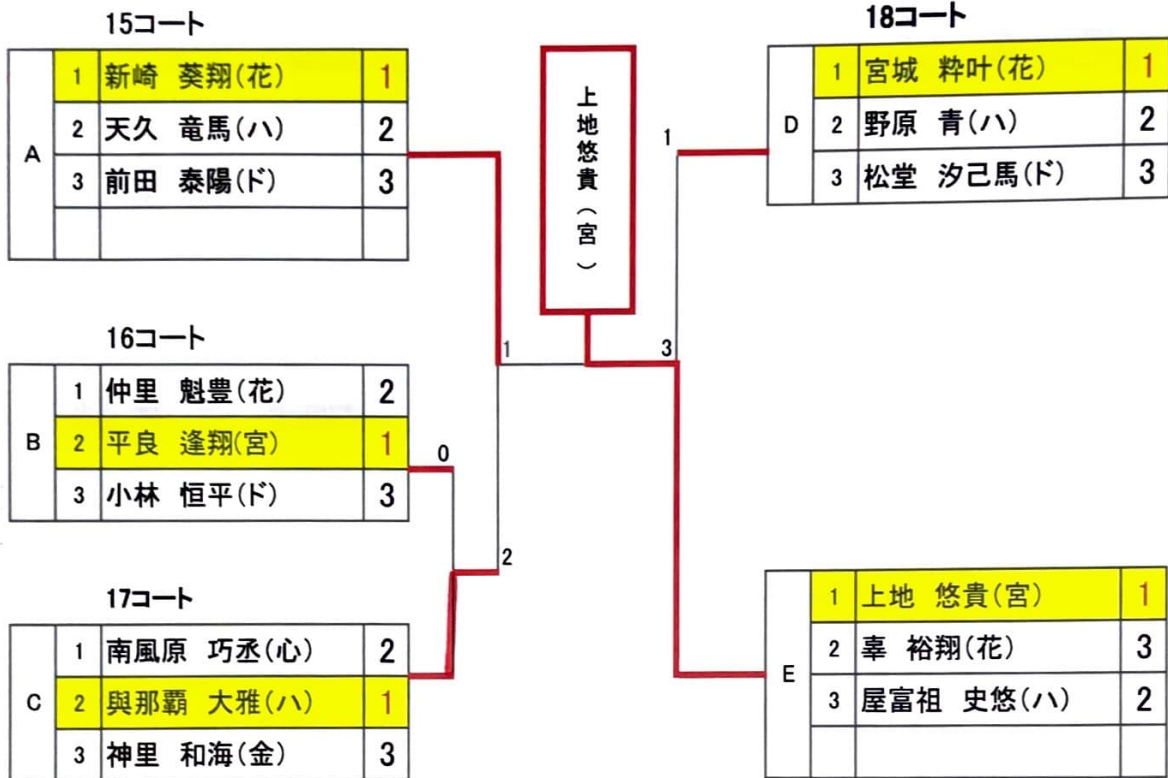 15コート
A
1 新崎 葵翔(花) 1
2 天久 竜馬(ハ) 2
3 前田 泰陽(ド) 3
16コート
B
1 仲里 魁豊(花) 2
2 平良 逢翔(宮) 1
3 小林 恒平(ド) 3
17コート
C
1 南風原 巧丞(心) 2
2 與那覇 大雅(ハ) 1
3 神里 和海(金) 3
0
2
1
上地悠貴(宮)
3
1
18コート
D
1 宮城 粋叶(花) 1
2 野原 青(ハ) 2
3 松堂 汐己馬(ド) 3
E
1 上地 悠貴(宮) 1
2 辜 裕翔(花) 3
3 屋富祖 史悠(ハ) 2